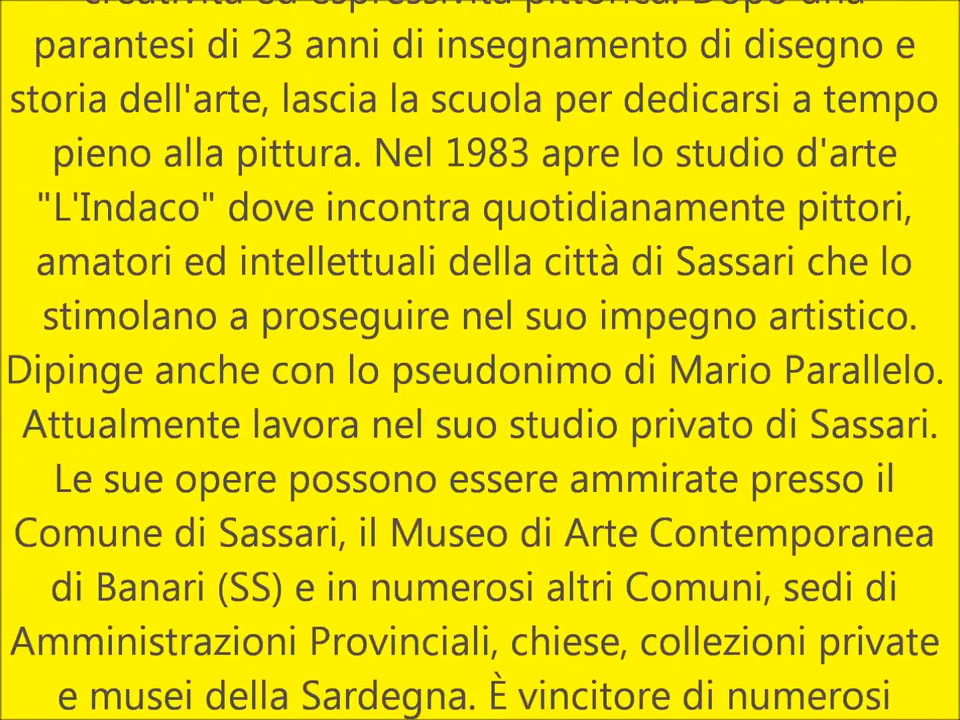 creatività ed espressività pittorica. Dopo una
parantesi di 23 anni di insegnamento di disegno e
storia dell'arte, lascia la scuola per dedicarsi a tempo
pieno alla pittura. Nel 1983 apre lo studio d'arte
"L'Indaco" dove incontra quotidianamente pittori,
amatori ed intellettuali della città di Sassari che lo
stimolano a proseguire nel suo impegno artistico.
Dipinge anche con lo pseudonimo di Mario Parallelo.
Attualmente lavora nel suo studio privato di Sassari.
Le sue opere possono essere ammirate presso il
Comune di Sassari, il Museo di Arte Contemporanea
di Banari (SS) e in numerosi altri Comuni, sedi di
Amministrazioni Provinciali, chiese, collezioni private
e musei della Sardegna. È vincitore di numerosi